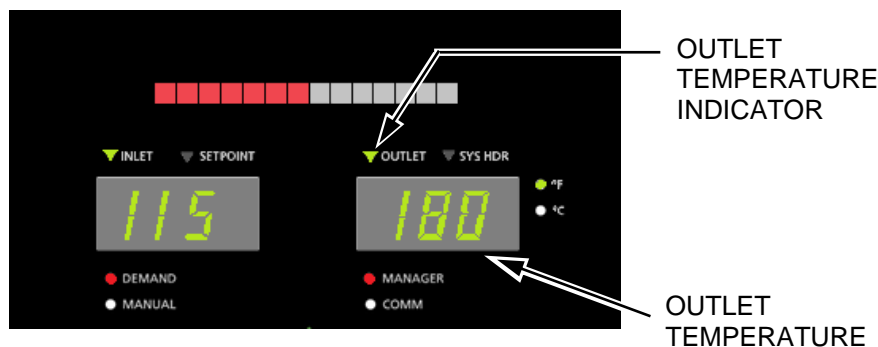 OUTLET
TEMPERATURE
INDICATOR
INLET SETPOINT OUTLET SYS HDR
115 180
°F
°C
DEMAND MANAGER
MANUAL COMM
OUTLET
TEMPERATURE